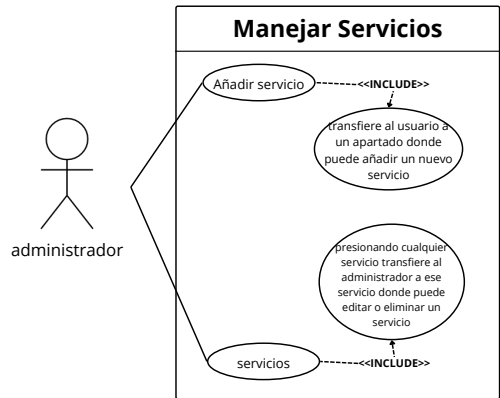 Manejar Servicios
Añadir servicio
<<INCLUDE>>
transfiere al usuario a
un apartado donde
puede añadir un nuevo
servicio
administrador
presionando cualquier
servicio transfiere al
administrador a ese
servicio donde puede
editar o eliminar un
servicio
servicios
<<INCLUDE>>